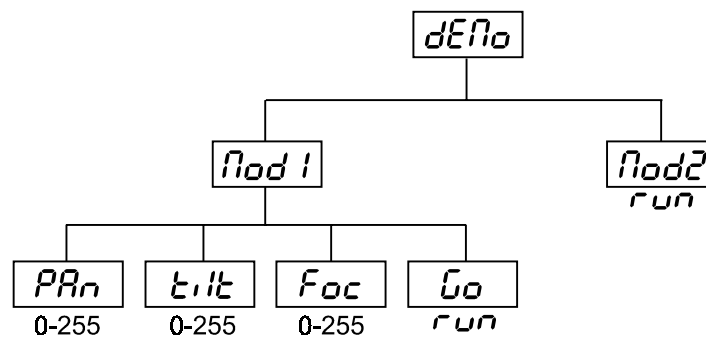 dEMo
Mod1 Mod2
run
PAn tilt Foc Go
0-255 0-255 0-255 run